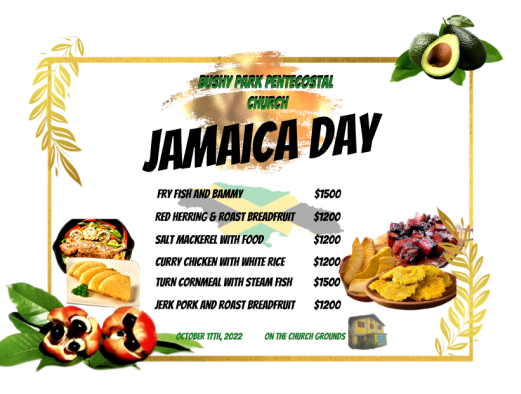 BUSHY PARK PENTECOSTAL
CHURCH
JAMAICA DAY
FRY FISH AND BAMMY $1500
RED HERRING & ROAST BREADFRUIT $1200
SALT MACKEREL WITH FOOD $1200
CURRY CHICKEN WITH WHITE RICE $1200
TURN CORNMEAL WITH STEAM FISH $1500
JERK PORK AND ROAST BREADFRUIT $1200
OCTOBER 17TH, 2022 ON THE CHURCH GROUNDS